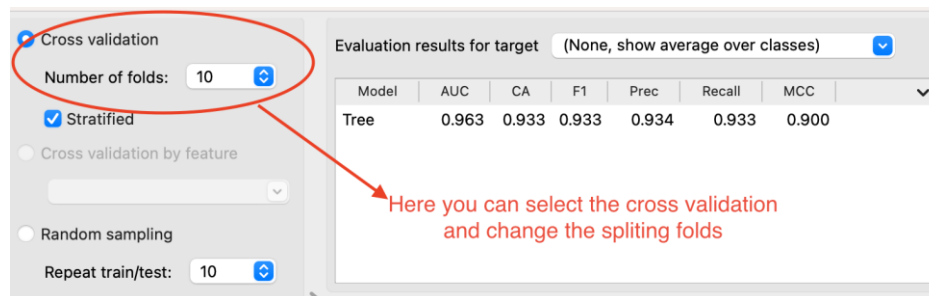 Cross validation
Number of folds: 10
Stratified
Cross validation by feature
Random sampling
Repeat train/test: 10
Evaluation results for target (None, show average over classes)
Model AUC CA F1 Prec Recall MCC
Tree 0.963 0.933 0.933 0.934 0.933 0.900
Here you can select the cross validation
and change the spliting folds